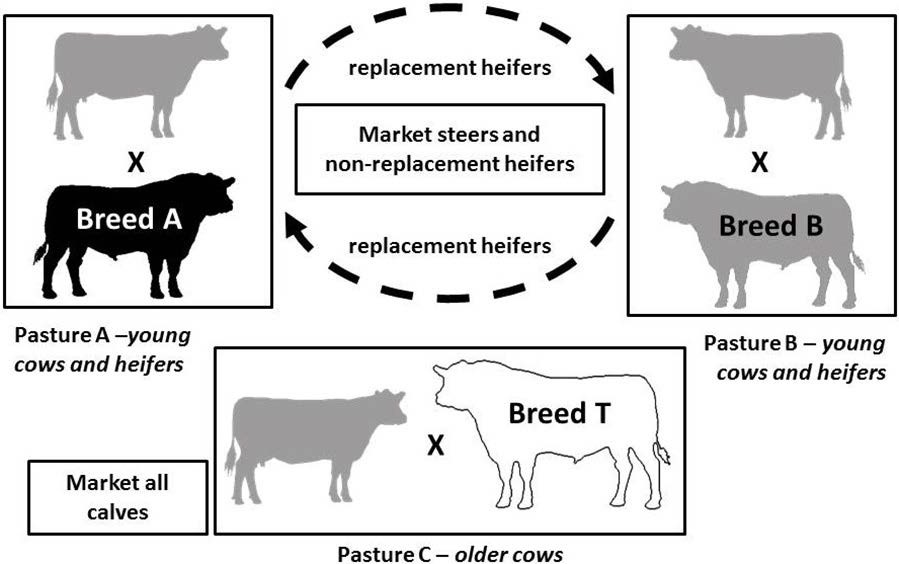 replacement heifers
Market steers and
non-replacement heifers
replacement heifers
X
Breed A
X
Breed B
Pasture A –young
cows and heifers
Pasture B – young
cows and heifers
X
Breed T
Market all
calves
Pasture C – older cows